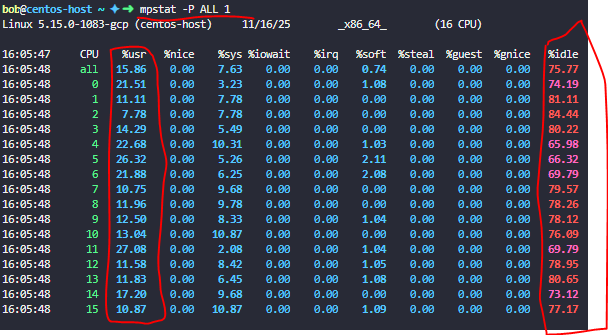 bob@centos-host ~ ✦ ➜ mpstat -P ALL 1
Linux 5.15.0-1083-gcp (centos-host) 11/16/25 _x86_64_ (16 CPU)
16:05:47 CPU %usr %nice %sys %iowait %irq %soft %steal %guest %gnice %idle
16:05:48 all 15.86 0.00 7.63 0.00 0.00 0.74 0.00 0.00 0.00 75.77
16:05:48 0 21.51 0.00 3.23 0.00 0.00 1.08 0.00 0.00 0.00 74.19
16:05:48 1 11.11 0.00 7.78 0.00 0.00 0.00 0.00 0.00 0.00 81.11
16:05:48 2 7.78 0.00 7.78 0.00 0.00 0.00 0.00 0.00 0.00 84.44
16:05:48 3 14.29 0.00 5.49 0.00 0.00 0.00 0.00 0.00 0.00 80.22
16:05:48 4 22.68 0.00 10.31 0.00 0.00 1.03 0.00 0.00 0.00 65.98
16:05:48 5 26.32 0.00 5.26 0.00 0.00 2.11 0.00 0.00 0.00 66.32
16:05:48 6 21.88 0.00 6.25 0.00 0.00 2.08 0.00 0.00 0.00 69.79
16:05:48 7 10.75 0.00 9.68 0.00 0.00 0.00 0.00 0.00 0.00 79.57
16:05:48 8 11.96 0.00 9.78 0.00 0.00 0.00 0.00 0.00 0.00 78.26
16:05:48 9 12.50 0.00 8.33 0.00 0.00 1.04 0.00 0.00 0.00 78.12
16:05:48 10 13.04 0.00 10.87 0.00 0.00 0.00 0.00 0.00 0.00 76.09
16:05:48 11 27.08 0.00 2.08 0.00 0.00 1.04 0.00 0.00 0.00 69.79
16:05:48 12 11.58 0.00 8.42 0.00 0.00 1.05 0.00 0.00 0.00 78.95
16:05:48 13 11.83 0.00 6.45 0.00 0.00 1.08 0.00 0.00 0.00 80.65
16:05:48 14 17.20 0.00 9.68 0.00 0.00 0.00 0.00 0.00 0.00 73.12
16:05:48 15 10.87 0.00 10.87 0.00 0.00 1.09 0.00 0.00 0.00 77.17